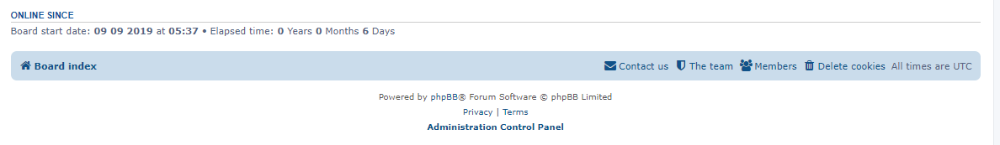 ONLINE SINCE
Board start date: 09 09 2019 at 05:37 • Elapsed time: 0 Years 0 Months 6 Days
Board index Contact us The team Members Delete cookies All times are UTC
Powered by phpBB® Forum Software © phpBB Limited
Privacy | Terms
Administration Control Panel